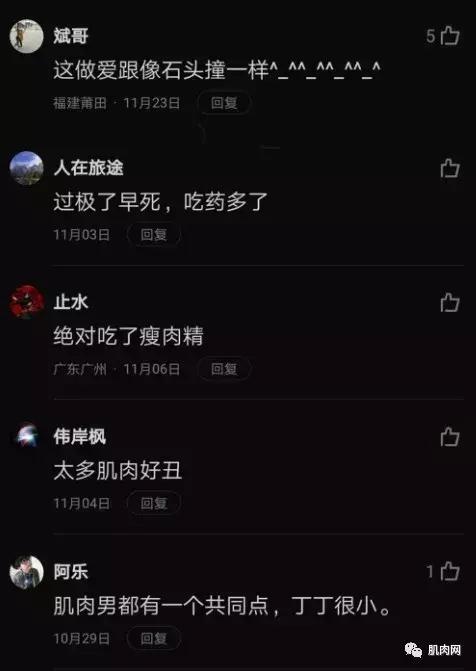 斌哥
5
这做爱跟像石头撞一样^_^^_^^_^^_^
福建莆田 · 11月23日 回复
人在旅途
过极了早死，吃药多了
11月03日 回复
止水
绝对吃了瘦肉精
广东广州 · 11月06日 回复
伟岸枫
太多肌肉好丑
11月04日 回复
阿乐
1
肌肉男都有一个共同点，丁丁很小。
10月29日 回复
肌肉网